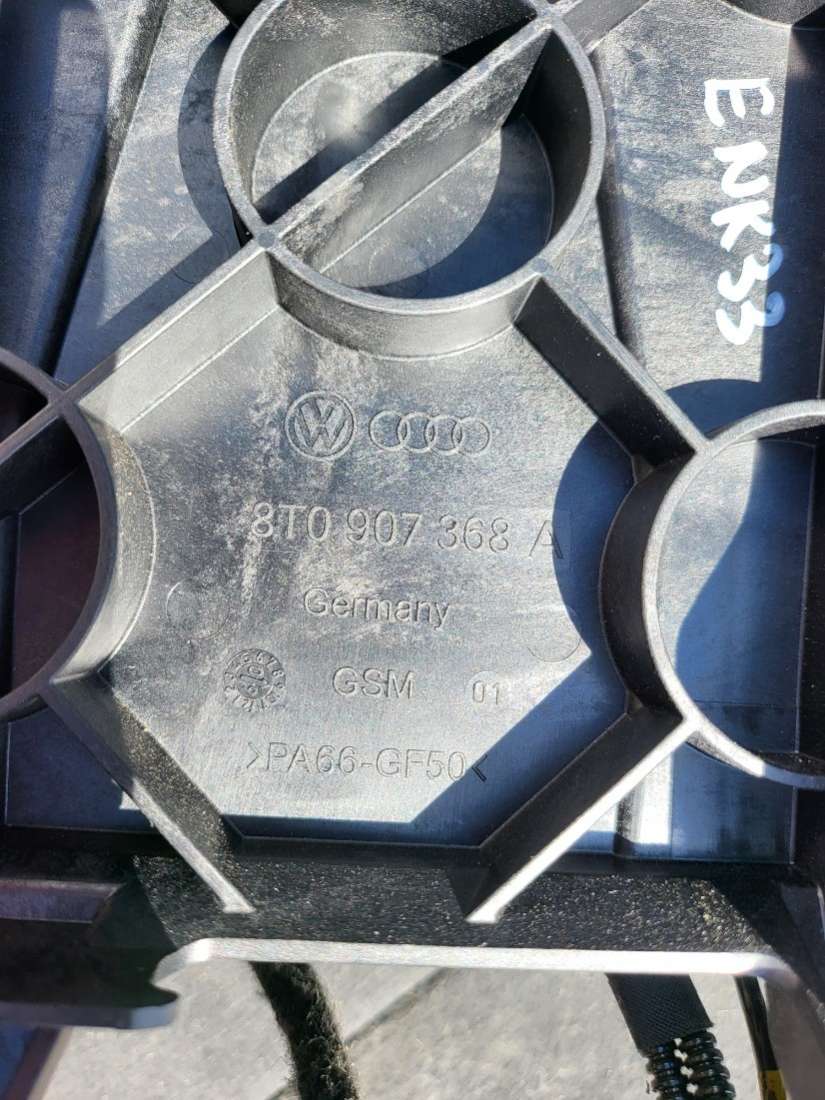 ENK33
8T0 907 368 A
Germany
GSM 01
>PA66-GF50<